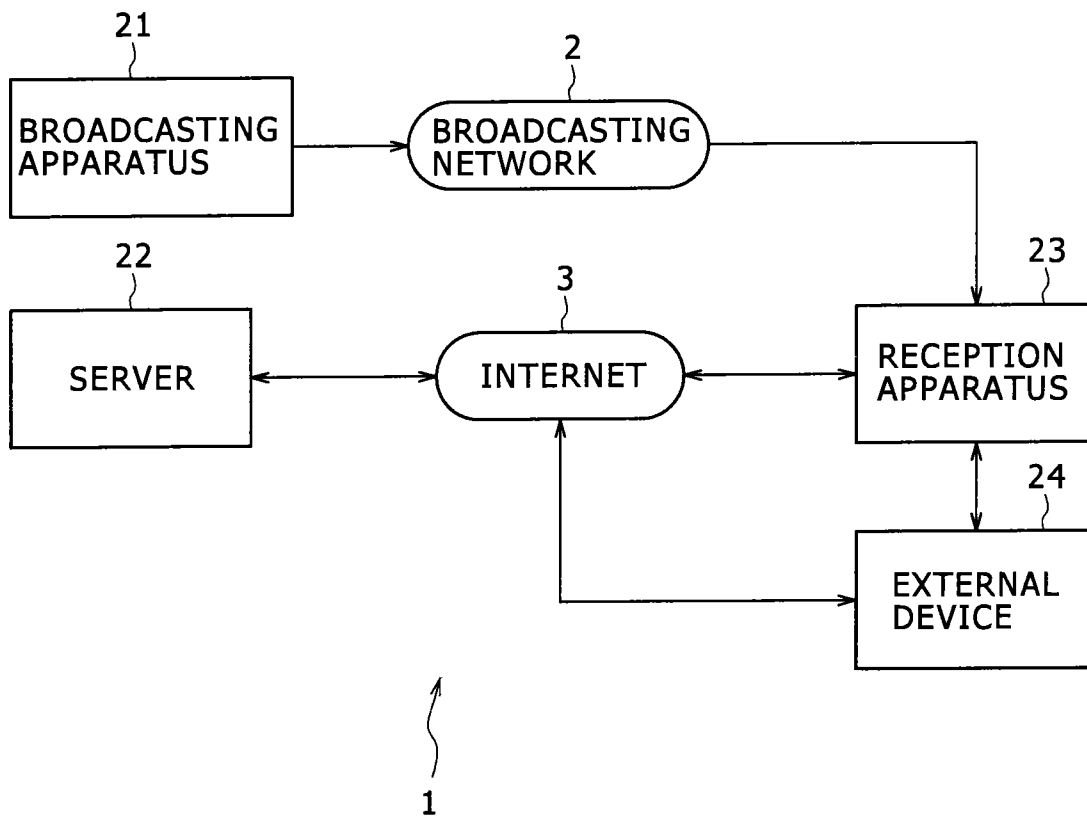 21
2
BROADCASTING
APPARATUS
BROADCASTING
NETWORK
22
3
23
SERVER
INTERNET
RECEPTION
APPARATUS
24
EXTERNAL
DEVICE
1